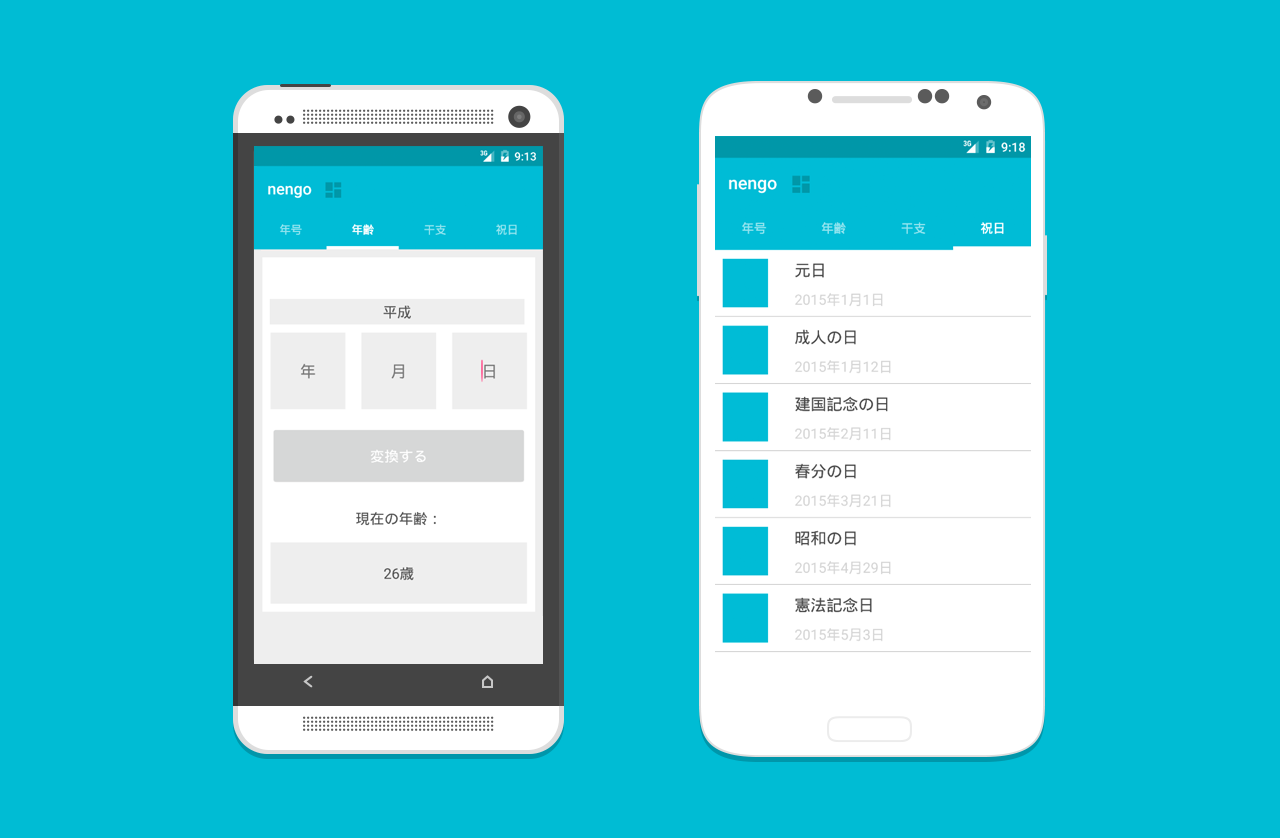 3G 9:13
nengo
年号 年齢 干支 祝日
平成
年 月 日
変換する
現在の年齢：
26歳
3G 9:18
nengo
年号 年齢 干支 祝日
元日
2015年1月1日
成人の日
2015年1月12日
建国記念の日
2015年2月11日
春分の日
2015年3月21日
昭和の日
2015年4月29日
憲法記念日
2015年5月3日